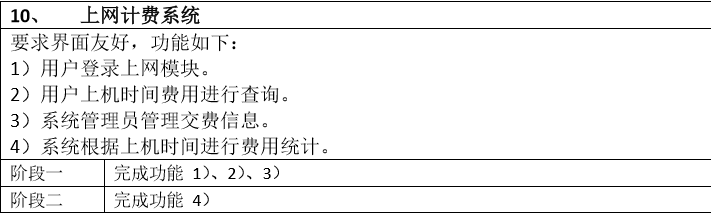 10、 上网计费系统
要求界面友好，功能如下：
1）用户登录上网模块。
2）用户上机时间费用进行查询。
3）系统管理员管理交费信息。
4）系统根据上机时间进行费用统计。
阶段一 完成功能 1）、2）、3）
阶段二 完成功能 4）